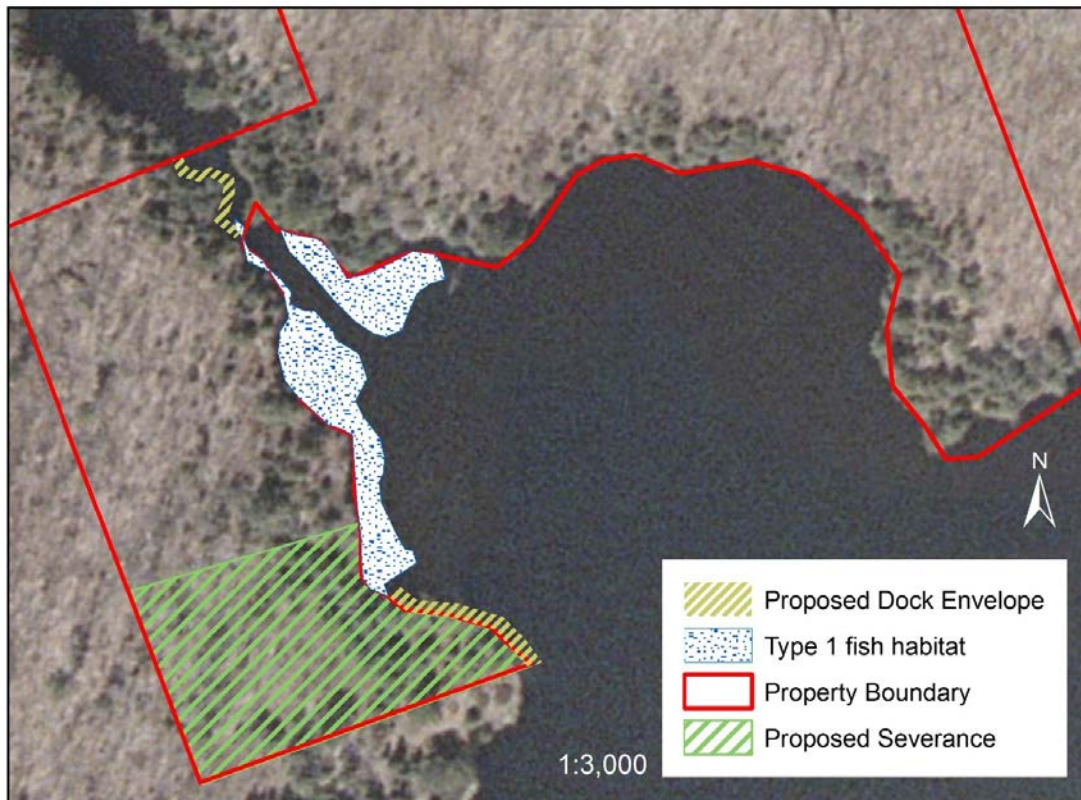 N
Proposed Dock Envelope
Type 1 fish habitat
Property Boundary
Proposed Severance
1:3,000